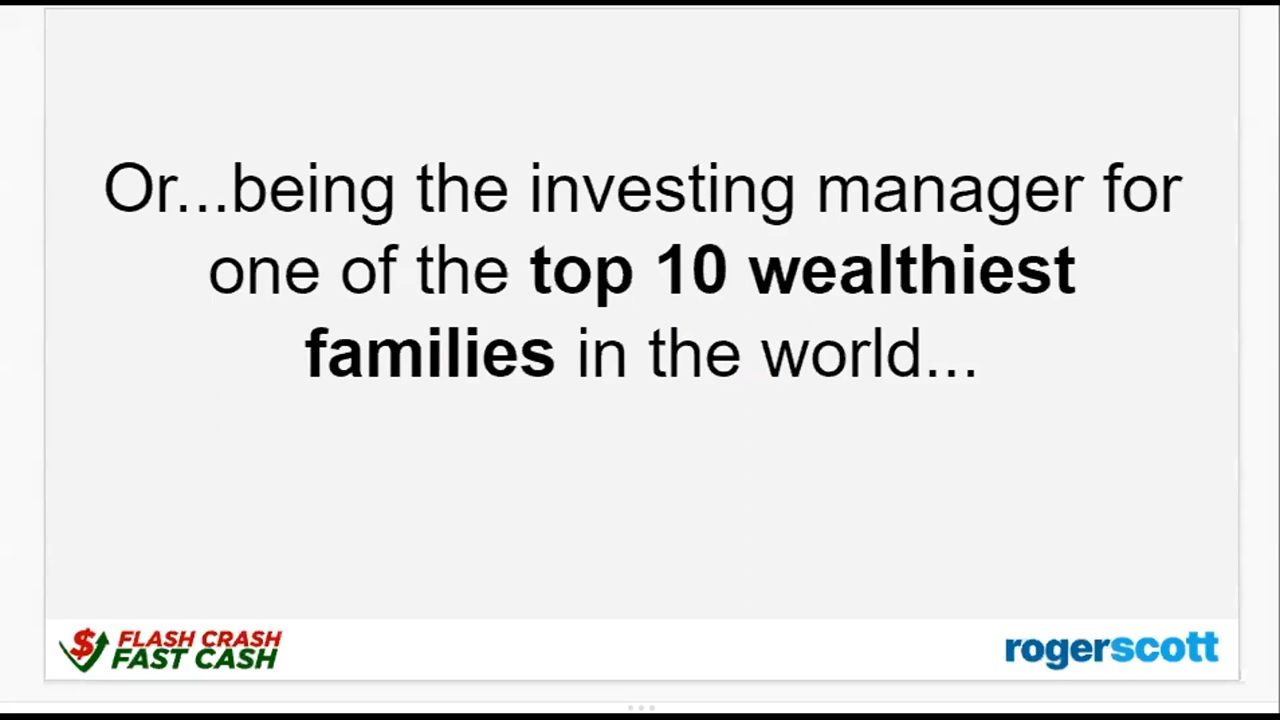 Or...being the investing manager for
one of the top 10 wealthiest
families in the world...
FLASH CRASH
FAST CASH
rogerscott